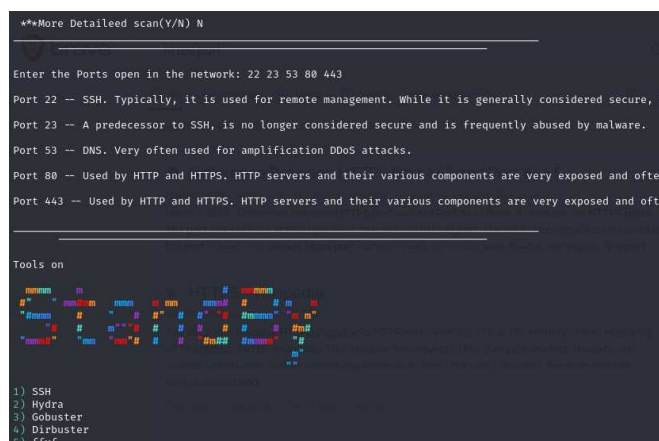 ***More Detaileed scan(Y/N) N
Enter the Ports open in the network: 22 23 53 80 443
Port 22 -- SSH. Typically, it is used for remote management. While it is generally considered secure,
Port 23 -- A predecessor to SSH, is no longer considered secure and is frequently abused by malware.
Port 53 -- DNS. Very often used for amplification DDoS attacks.
Port 80 -- Used by HTTP and HTTPS. HTTP servers and their various components are very exposed and ofte
Port 443 -- Used by HTTP and HTTPS. HTTP servers and their various components are very exposed and oft
Tools on
StandBy
1) SSH
2) Hydra
3) Gobuster
4) Dirbuster
5) ffuf